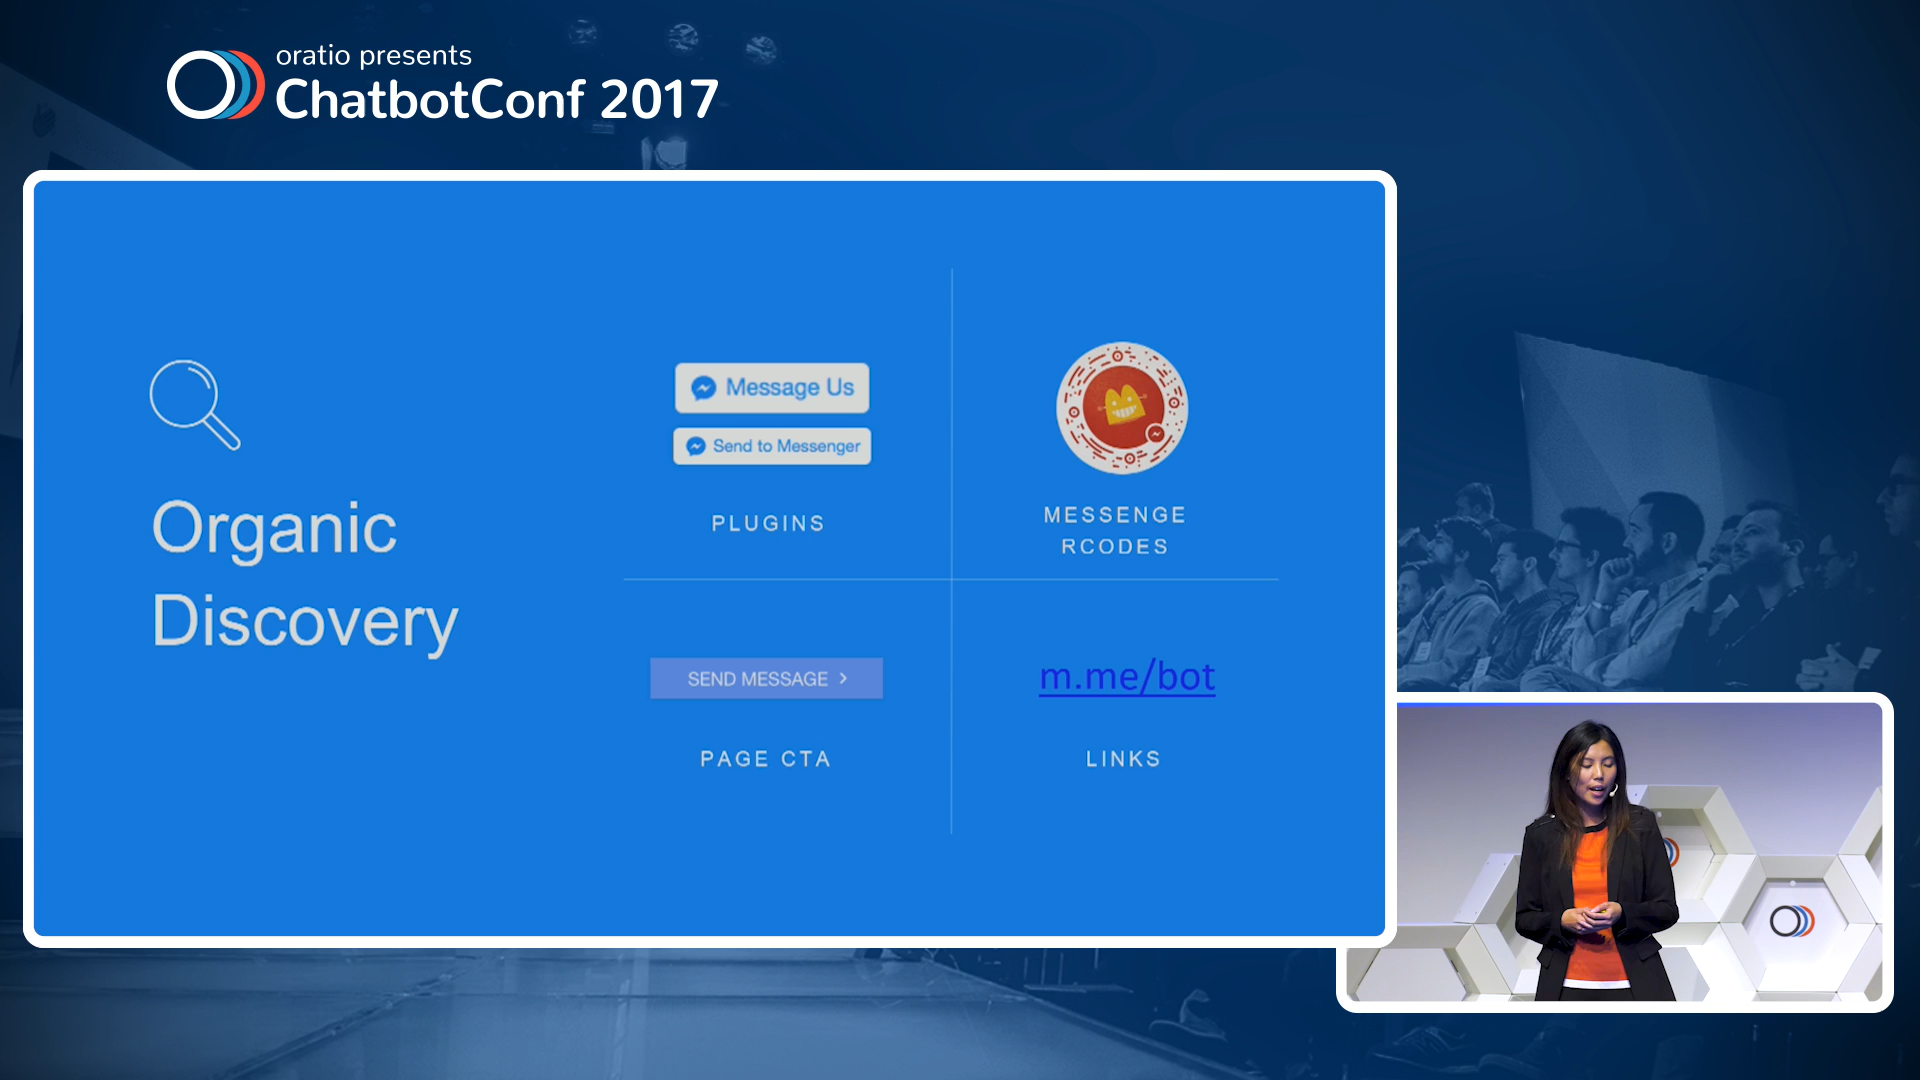 oratio presents
ChatbotConf 2017
Organic
Discovery
Message Us
Send to Messenger
PLUGINS
MESSENGE
RCODES
SEND MESSAGE >
PAGE CTA
m.me/bot
LINKS